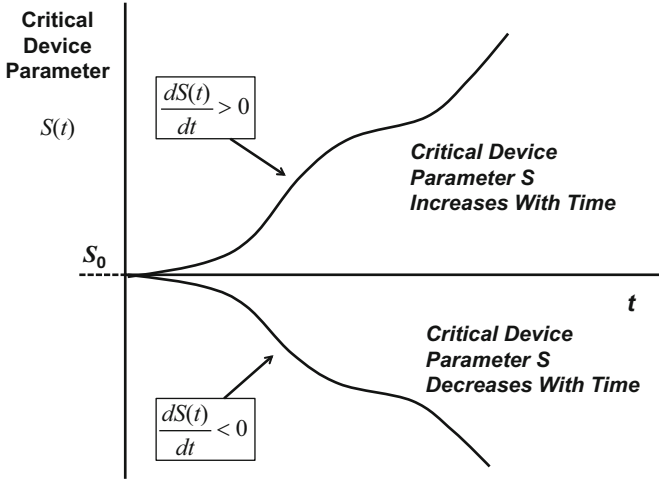 Critical
Device
Parameter
S(t)
dS(t)/dt > 0
Critical Device
Parameter S
Increases With Time
S₀
t
Critical Device
Parameter S
Decreases With Time
dS(t)/dt < 0